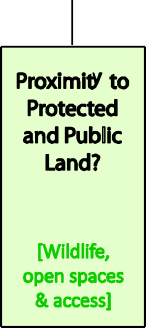 Proximity to
Protected
and Public
Land?
[Wildlife,
open spaces
& access]